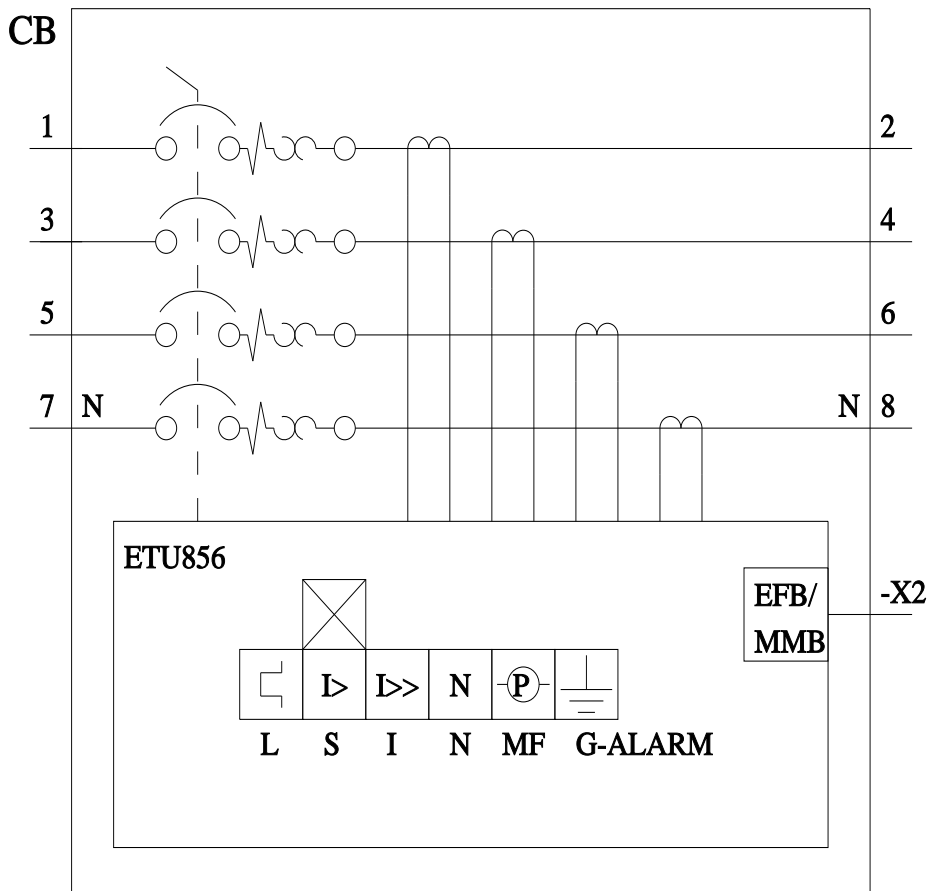 CB
1 2
3 4
5 6
7 N N 8
ETU856
EFB/ -X2
MMB
I> I>> N P
L S I N MF G-ALARM